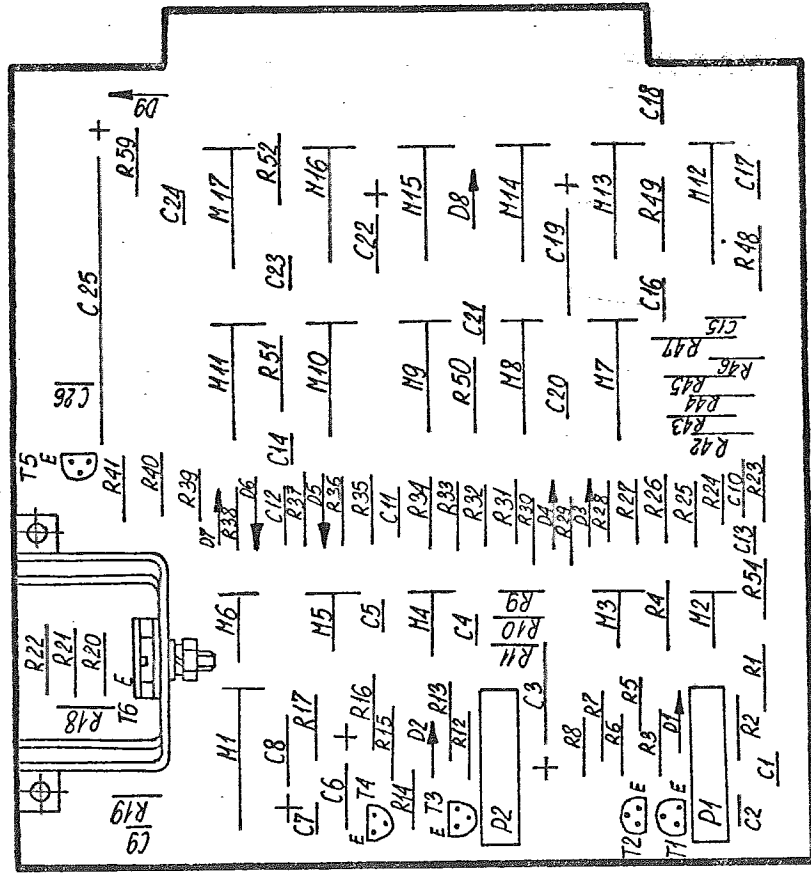 D9
R59
C24
M17
R52
M16
C22
M15
D8
M14
C18
M13
R49
M12
C17
C25
C23
C19
C16
R48
C26
M11
R51
M10
M9
R50
C21
M8
C20
M7
C15
R47
R46
R45
R44
R43
R42
T5
E
R41
R40
R39
C14
D7
R38
D6
C12
R37
D5
R36
R35
C11
R34
R33
R32
R31
R30
D4
R29
D3
R28
R27
R26
R25
R24
C10
R23
C13
R22
R21
R20
E
T6
R18
M6
M5
C5
M4
C4
R9
R10
R11
M3
R4
M2
R54
M1
C8
R17
R16
R15
D2
R13
R12
C3
R8
R7
R6
R5
R3
D1
R2
R1
R19
C9
C7
C6
T4
E
R14
T3
E
P2
T2
E
T1
E
P1
C2
C1